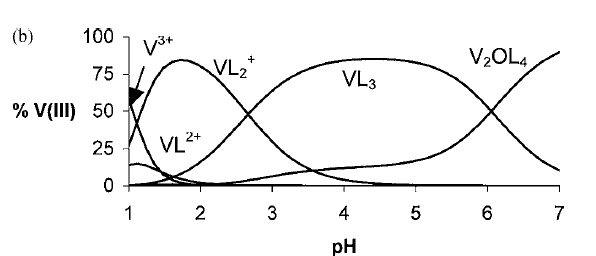 (b)
% V(III)
100
75
50
25
0
V³⁺
VL₂⁺
VL²⁺
VL₃
V₂OL₄
1 2 3 4 5 6 7
pH